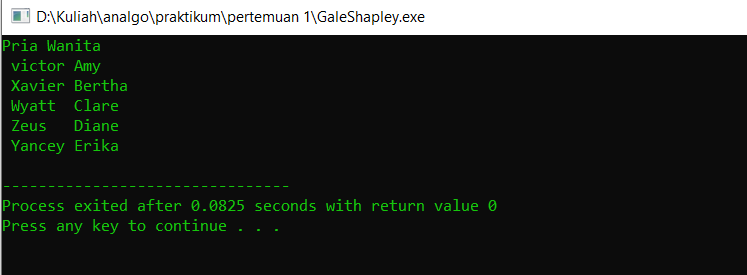 D:\Kuliah\analgo\praktikum\pertemuan 1\GaleShapley.exe
Pria Wanita
victor Amy
Xavier Bertha
Wyatt Clare
Zeus Diane
Yancey Erika
--------------------------------
Process exited after 0.0825 seconds with return value 0
Press any key to continue . . .